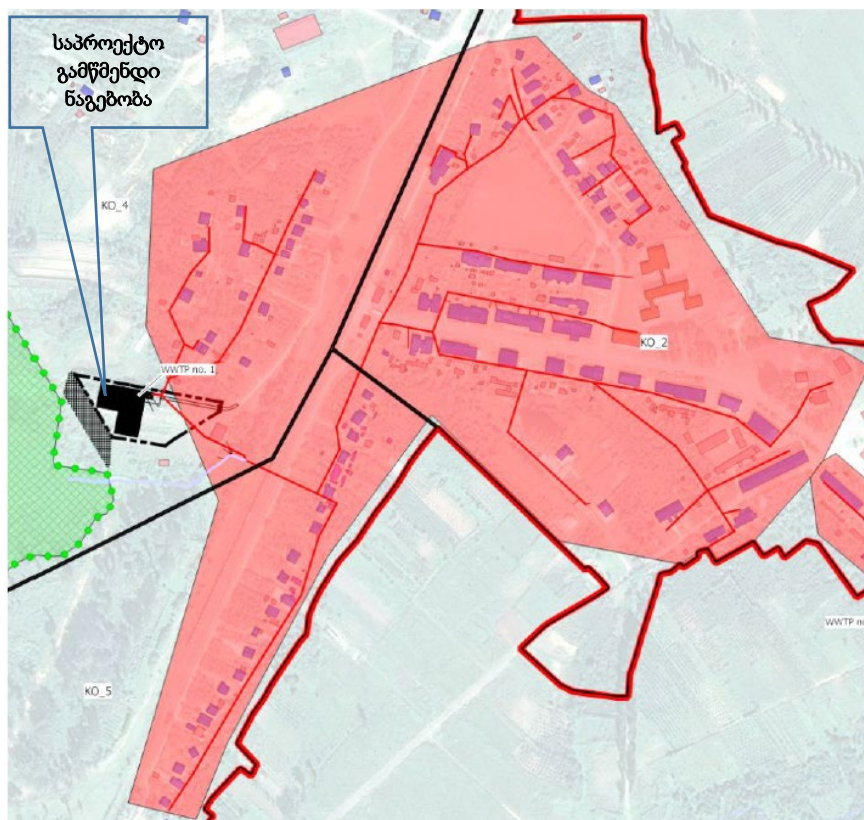 საპროექტო
გამწმენდი
ნაგებობა
KO_4
KO_2
WWTP no. 1
KO_5
WWTP no